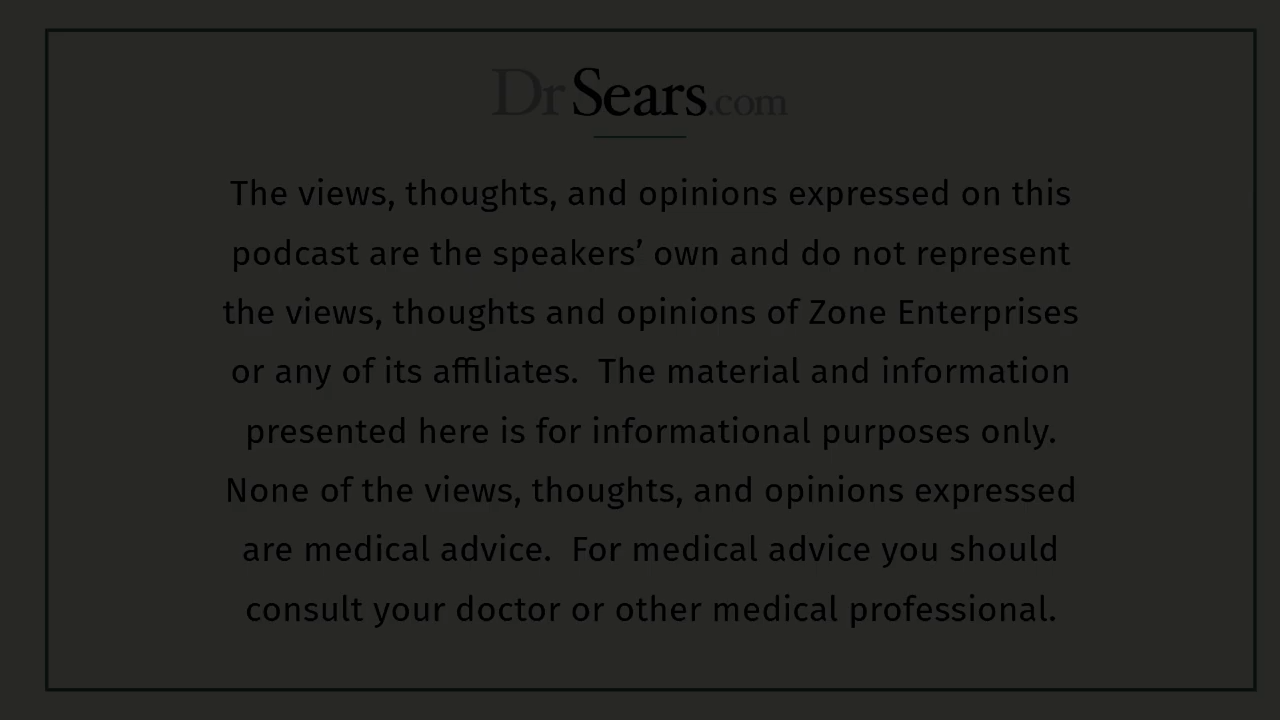 DrSears.com
The views, thoughts, and opinions expressed on this
podcast are the speakers’ own and do not represent
the views, thoughts and opinions of Zone Enterprises
or any of its affiliates.  The material and information
presented here is for informational purposes only.
None of the views, thoughts, and opinions expressed
are medical advice.  For medical advice you should
consult your doctor or other medical professional.